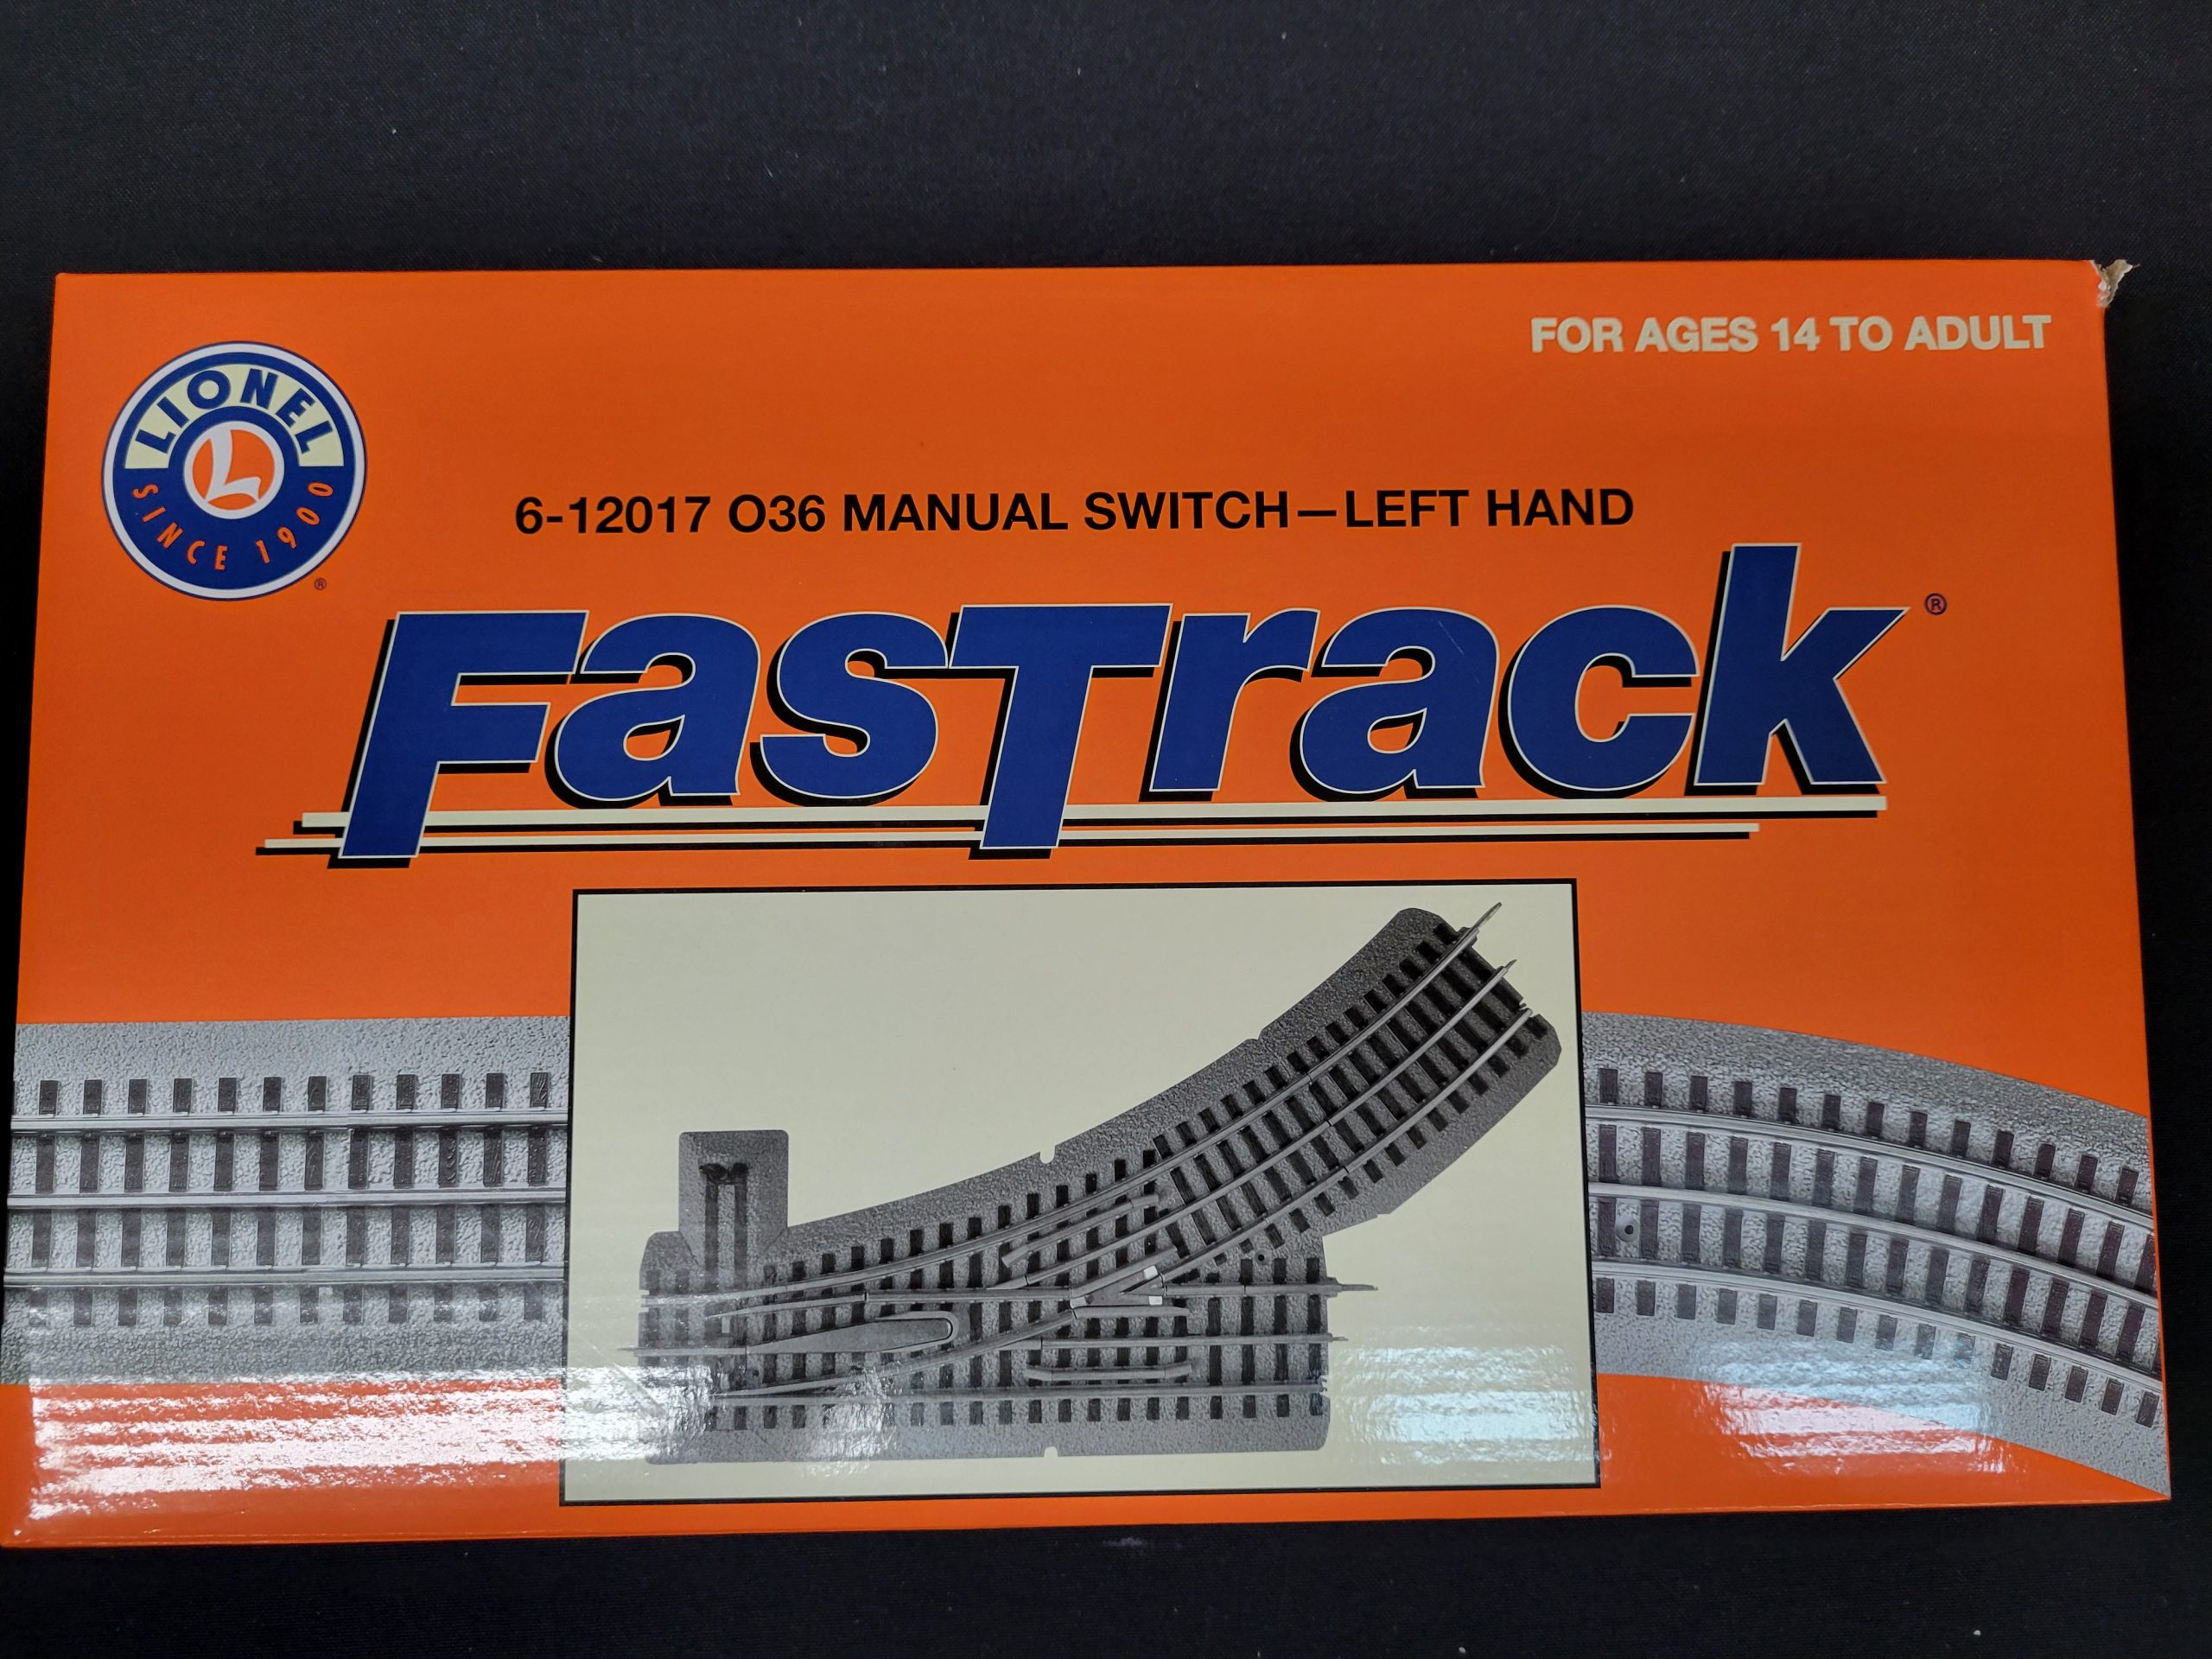 FOR AGES 14 TO ADULT
LIONEL
L
SINCE 1900
®
6-12017 O36 MANUAL SWITCH—LEFT HAND
FasTrack®